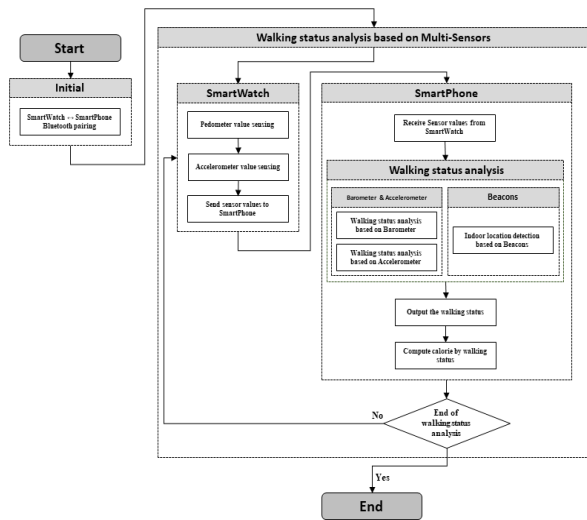 Start
Initial
SmartWatch ↔ SmartPhone
Bluetooth pairing
Walking status analysis based on Multi-Sensors
SmartWatch
Pedometer value sensing
Accelerometer value sensing
Send sensor values to
SmartPhone
SmartPhone
Receive Sensor values from
SmartWatch
Walking status analysis
Barometer & Accelerometer
Walking status analysis
based on Barometer
Walking status analysis
based on Accelerometer
Beacons
Indoor location detection
based on Beacons
Output the walking status
Compute calorie by walking
status
End of
walking status
analysis
No
Yes
End